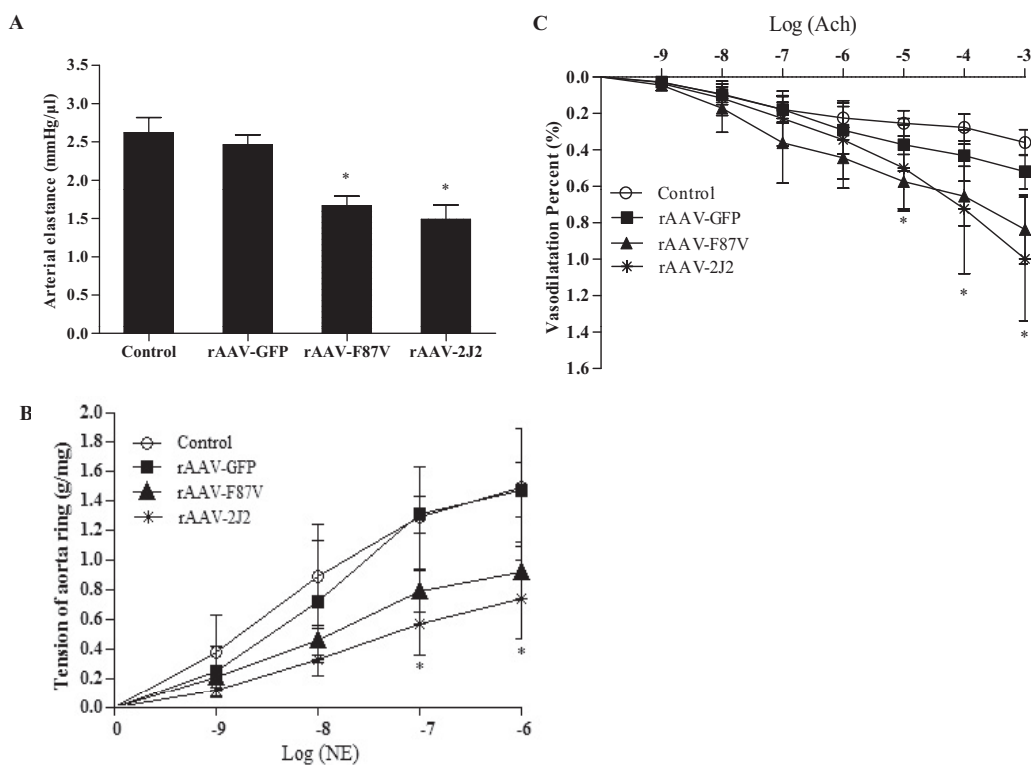 A
Arterial elastance (mmHg/µl)
3.5
3.0
2.5
2.0
1.5
1.0
0.5
0.0
*
*
Control rAAV-GFP rAAV-F87V rAAV-2J2
C
Log (Ach)
-9 -8 -7 -6 -5 -4 -3
Vasodilatation Percent (%)
0.0
0.2
0.4
0.6
0.8
1.0
1.2
1.4
1.6
Control
rAAV-GFP
rAAV-F87V
rAAV-2J2
*
*
*
B
Tension of aorta ring (g/mg)
2.0
1.8
1.6
1.4
1.2
1.0
0.8
0.6
0.4
0.2
0.0
Control
rAAV-GFP
rAAV-F87V
rAAV-2J2
*
*
0 -9 -8 -7 -6
Log (NE)